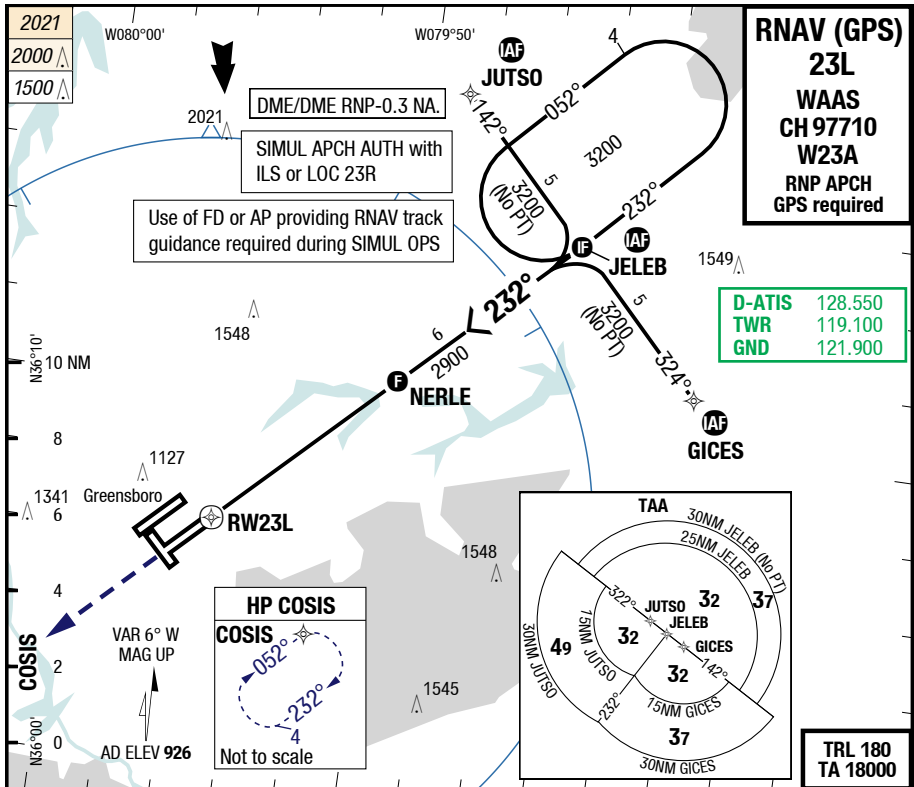 2021
2000
1500
W080°00'
W079°50'
RNAV (GPS)
23L
WAAS
CH 97710
W23A
RNP APCH
GPS required
DME/DME RNP-0.3 NA.
2021
SIMUL APCH AUTH with
ILS or LOC 23R
Use of FD or AP providing RNAV track
guidance required during SIMUL OPS
IAF
JUTSO
142°
5
3200
(No PT)
4
052°
3200
232°
IF
IAF
JELEB
1549
5
3200
(No PT)
324°
IAF
GICES
D-ATIS 128.550
TWR 119.100
GND 121.900
232°
6
2900
F
NERLE
1548
N36°10'
10 NM
8
6
4
2
0
N36°00'
1127
1341
Greensboro
RW23L
1548
1545
COSIS
VAR 6° W
MAG UP
AD ELEV 926
HP COSIS
COSIS
052°
232°
4
Not to scale
TAA
30NM JELEB (No PT)
25NM JELEB
37
32
322°
JUTSO
JELEB
GICES
142°
15NM JUTSO
30NM JUTSO
49
32
32
232°
15NM GICES
37
30NM GICES
TRL 180
TA 18000